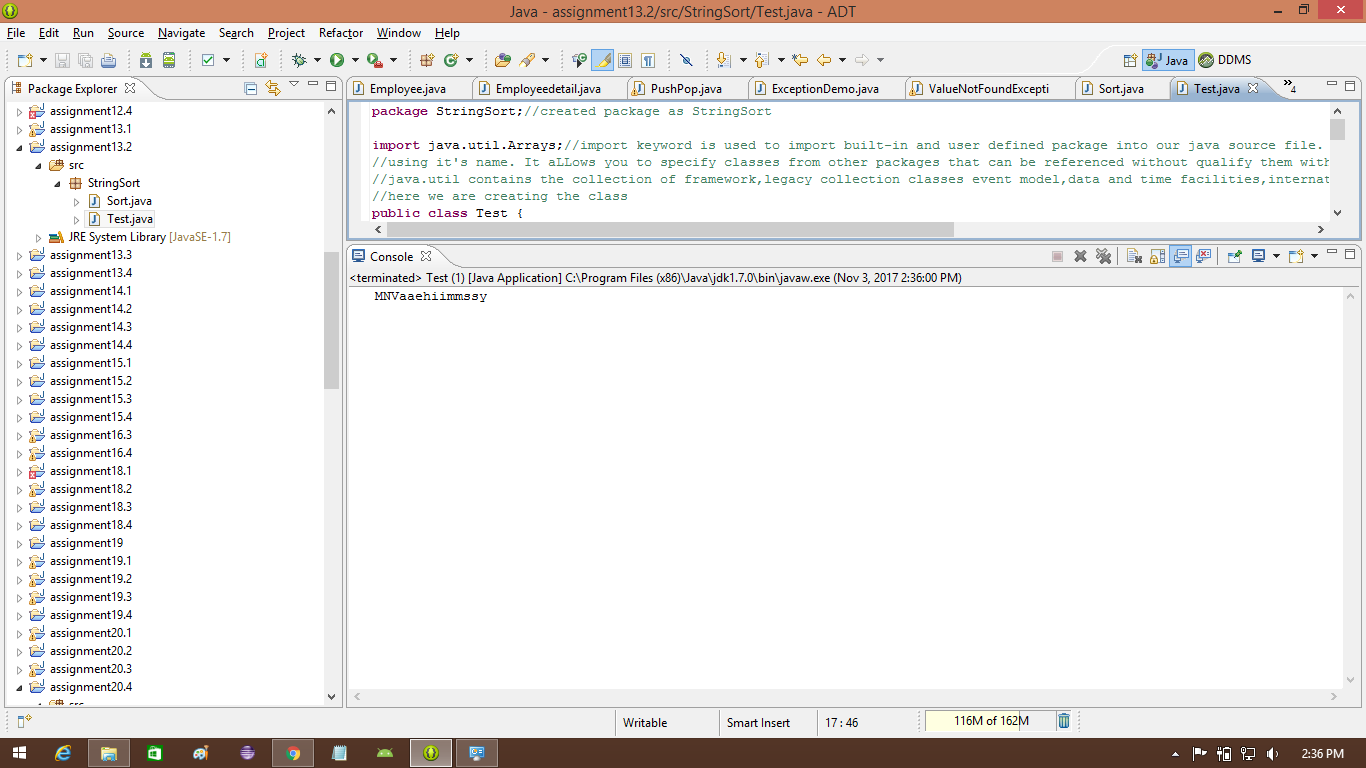 Java - assignment13.2/src/StringSort/Test.java - ADT
File Edit Run Source Navigate Search Project Refactor Window Help
Java DDMS
Package Explorer
assignment12.4
assignment13.1
assignment13.2
src
StringSort
Sort.java
Test.java
JRE System Library [JavaSE-1.7]
assignment13.3
assignment13.4
assignment14.1
assignment14.2
assignment14.3
assignment14.4
assignment15.1
assignment15.2
assignment15.3
assignment15.4
assignment16.3
assignment16.4
assignment18.1
assignment18.2
assignment18.3
assignment18.4
assignment19
assignment19.1
assignment19.2
assignment19.3
assignment19.4
assignment20.1
assignment20.2
assignment20.3
assignment20.4
src
Employee.java Employeedetail.java PushPop.java ExceptionDemo.java ValueNotFoundExcepti Sort.java Test.java »4
package StringSort;//created package as StringSort
import java.util.Arrays;//import keyword is used to import built-in and user defined package into our java source file.
//using it's name. It aLLows you to specify classes from other packages that can be referenced without qualify them with
//java.util contains the collection of framework,legacy collection classes event model,data and time facilities,internat
//here we are creating the class
public class Test {
Console
<terminated> Test (1) [Java Application] C:\Program Files (x86)\Java\jdk1.7.0\bin\javaw.exe (Nov 3, 2017 2:36:00 PM)
MNVaaehiimmssy
Writable Smart Insert 17 : 46 116M of 162M
2:36 PM